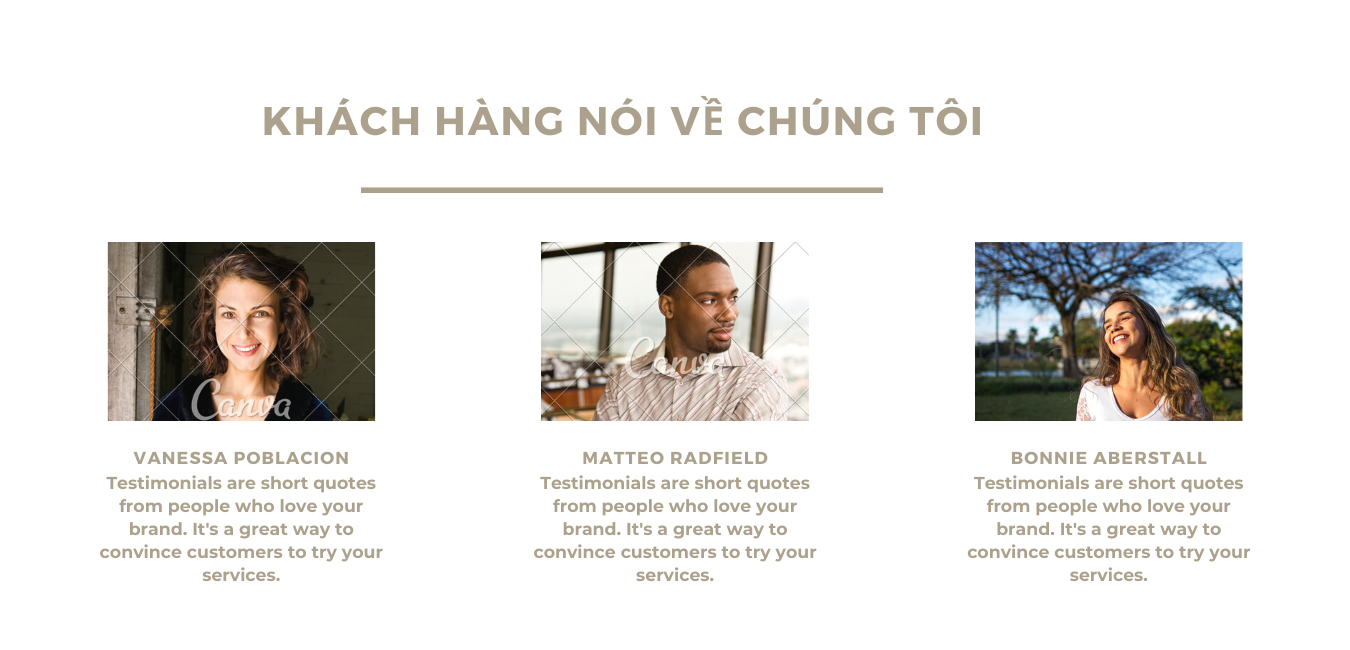 KHÁCH HÀNG NÓI VỀ CHÚNG TÔI
Canva
Canva
VANESSA POBLACION
Testimonials are short quotes
from people who love your
brand. It's a great way to
convince customers to try your
services.
MATTEO RADFIELD
Testimonials are short quotes
from people who love your
brand. It's a great way to
convince customers to try your
services.
BONNIE ABERSTALL
Testimonials are short quotes
from people who love your
brand. It's a great way to
convince customers to try your
services.